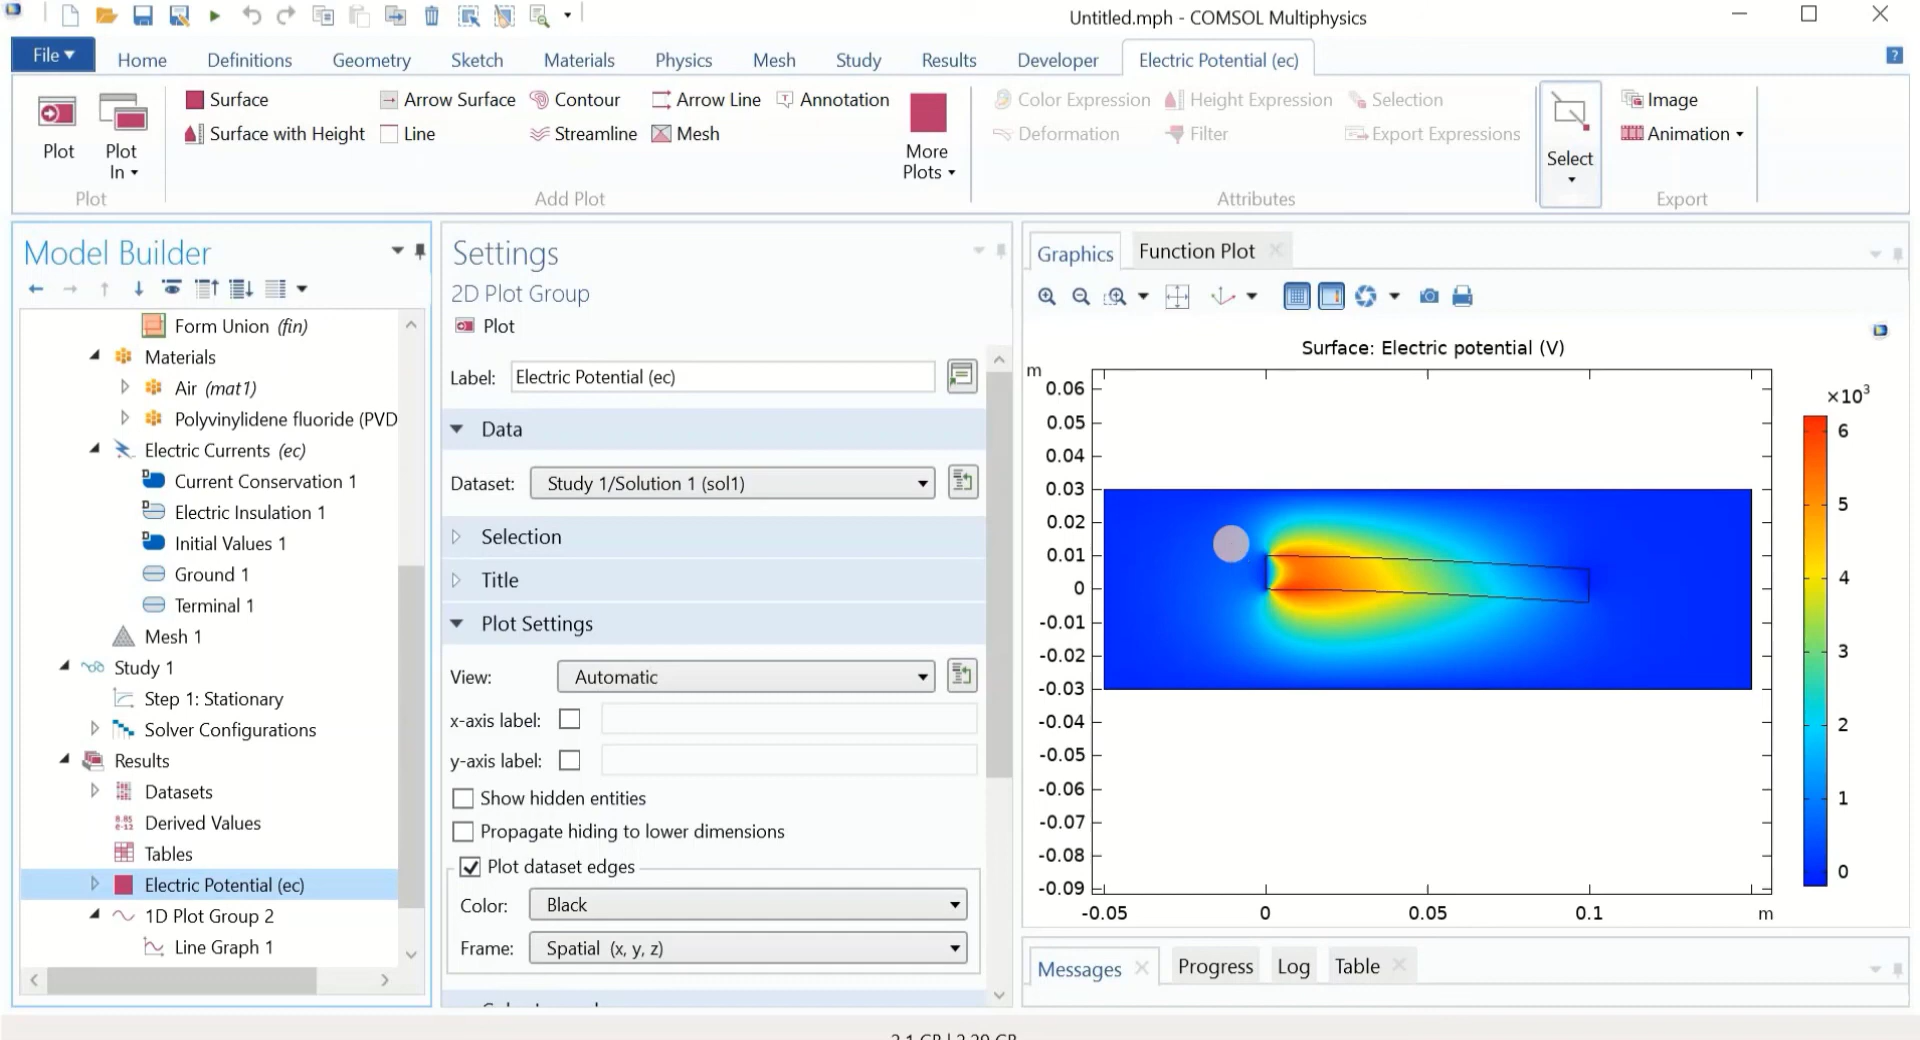 Untitled.mph - COMSOL Multiphysics
File
Home
Definitions
Geometry
Sketch
Materials
Physics
Mesh
Study
Results
Developer
Electric Potential (ec)
?
Plot
Plot In
Plot
Surface
Surface with Height
Arrow Surface
Line
Contour
Streamline
Arrow Line
Mesh
Annotation
More Plots
Add Plot
Color Expression
Deformation
Height Expression
Filter
Selection
Export Expressions
Attributes
Select
Image
Animation
Export
Model Builder
Form Union (fin)
Materials
Air (mat1)
Polyvinylidene fluoride (PVD
Electric Currents (ec)
Current Conservation 1
Electric Insulation 1
Initial Values 1
Ground 1
Terminal 1
Mesh 1
Study 1
Step 1: Stationary
Solver Configurations
Results
Datasets
Derived Values
Tables
Electric Potential (ec)
1D Plot Group 2
Line Graph 1
Settings
2D Plot Group
Plot
Label: Electric Potential (ec)
Data
Dataset: Study 1/Solution 1 (sol1)
Selection
Title
Plot Settings
View: Automatic
x-axis label:
y-axis label:
Show hidden entities
Propagate hiding to lower dimensions
Plot dataset edges
Color: Black
Frame: Spatial (x, y, z)
Graphics
Function Plot
Surface: Electric potential (V)
m
0.06
0.05
0.04
0.03
0.02
0.01
0
-0.01
-0.02
-0.03
-0.04
-0.05
-0.06
-0.07
-0.08
-0.09
-0.05 0 0.05 0.1 m
×10³
6
5
4
3
2
1
0
Messages
Progress
Log
Table